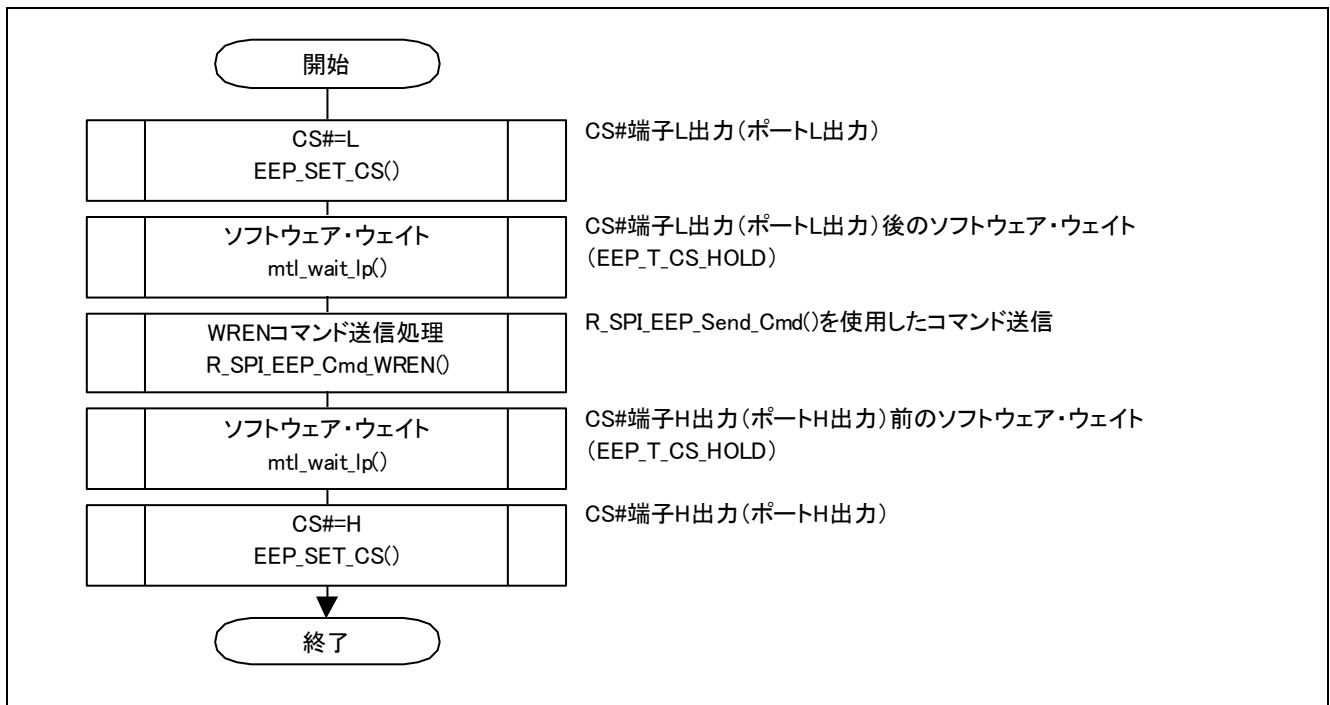 開始
CS#=L
EEP_SET_CS()
CS#端子L出力（ポートL出力）
ソフトウェア・ウェイト
mtl_wait_lp()
CS#端子L出力（ポートL出力）後のソフトウェア・ウェイト
（EEP_T_CS_HOLD）
WRENコマンド送信処理
R_SPI_EEP_Cmd_WREN()
R_SPI_EEP_Send_Cmd()を使用したコマンド送信
ソフトウェア・ウェイト
mtl_wait_lp()
CS#端子H出力（ポートH出力）前のソフトウェア・ウェイト
（EEP_T_CS_HOLD）
CS#=H
EEP_SET_CS()
CS#端子H出力（ポートH出力）
終了